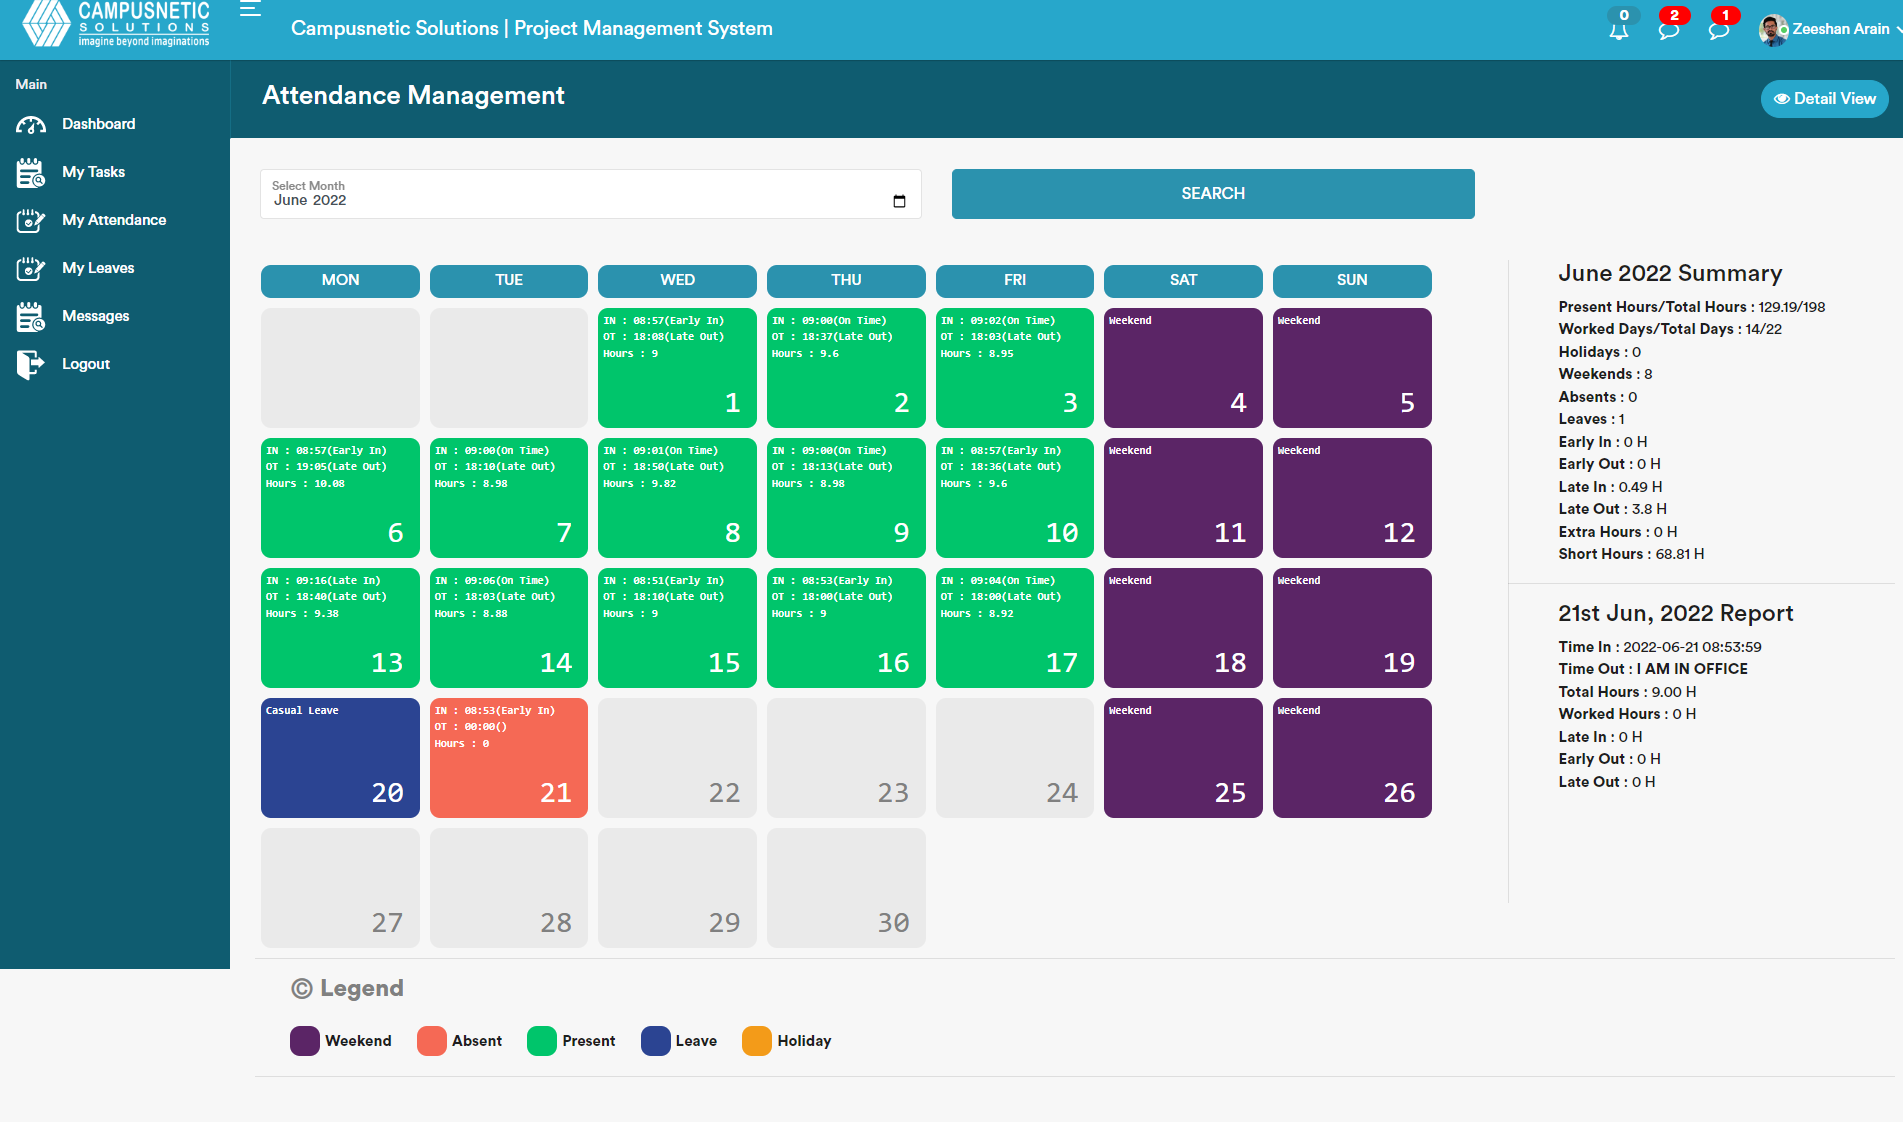 CAMPUSNETIC
SOLUTIONS
imagine beyond imaginations
Campusnetic Solutions | Project Management System
0
2
1
Zeeshan Arain
Main
Dashboard
My Tasks
My Attendance
My Leaves
Messages
Logout
Attendance Management
Detail View
Select Month
June 2022
SEARCH
MON TUE WED THU FRI SAT SUN
IN : 08:57(Early In)
OT : 18:08(Late Out)
Hours : 9
1
IN : 09:00(On Time)
OT : 18:37(Late Out)
Hours : 9.6
2
IN : 09:02(On Time)
OT : 18:03(Late Out)
Hours : 8.95
3
Weekend
4
Weekend
5
IN : 08:57(Early In)
OT : 19:05(Late Out)
Hours : 10.08
6
IN : 09:00(On Time)
OT : 18:10(Late Out)
Hours : 8.98
7
IN : 09:01(On Time)
OT : 18:50(Late Out)
Hours : 9.82
8
IN : 09:00(On Time)
OT : 18:13(Late Out)
Hours : 8.98
9
IN : 08:57(Early In)
OT : 18:36(Late Out)
Hours : 9.6
10
Weekend
11
Weekend
12
IN : 09:16(Late In)
OT : 18:40(Late Out)
Hours : 9.38
13
IN : 09:06(On Time)
OT : 18:03(Late Out)
Hours : 8.88
14
IN : 08:51(Early In)
OT : 18:10(Late Out)
Hours : 9
15
IN : 08:53(Early In)
OT : 18:00(Late Out)
Hours : 9
16
IN : 09:04(On Time)
OT : 18:00(Late Out)
Hours : 8.92
17
Weekend
18
Weekend
19
Casual Leave
20
IN : 08:53(Early In)
OT : 00:00()
Hours : 0
21
22
23
24
Weekend
25
Weekend
26
27
28
29
30
June 2022 Summary
Present Hours/Total Hours : 129.19/198
Worked Days/Total Days : 14/22
Holidays : 0
Weekends : 8
Absents : 0
Leaves : 1
Early In : 0 H
Early Out : 0 H
Late In : 0.49 H
Late Out : 3.8 H
Extra Hours : 0 H
Short Hours : 68.81 H
21st Jun, 2022 Report
Time In : 2022-06-21 08:53:59
Time Out : I AM IN OFFICE
Total Hours : 9.00 H
Worked Hours : 0 H
Late In : 0 H
Early Out : 0 H
Late Out : 0 H
© Legend
Weekend Absent Present Leave Holiday